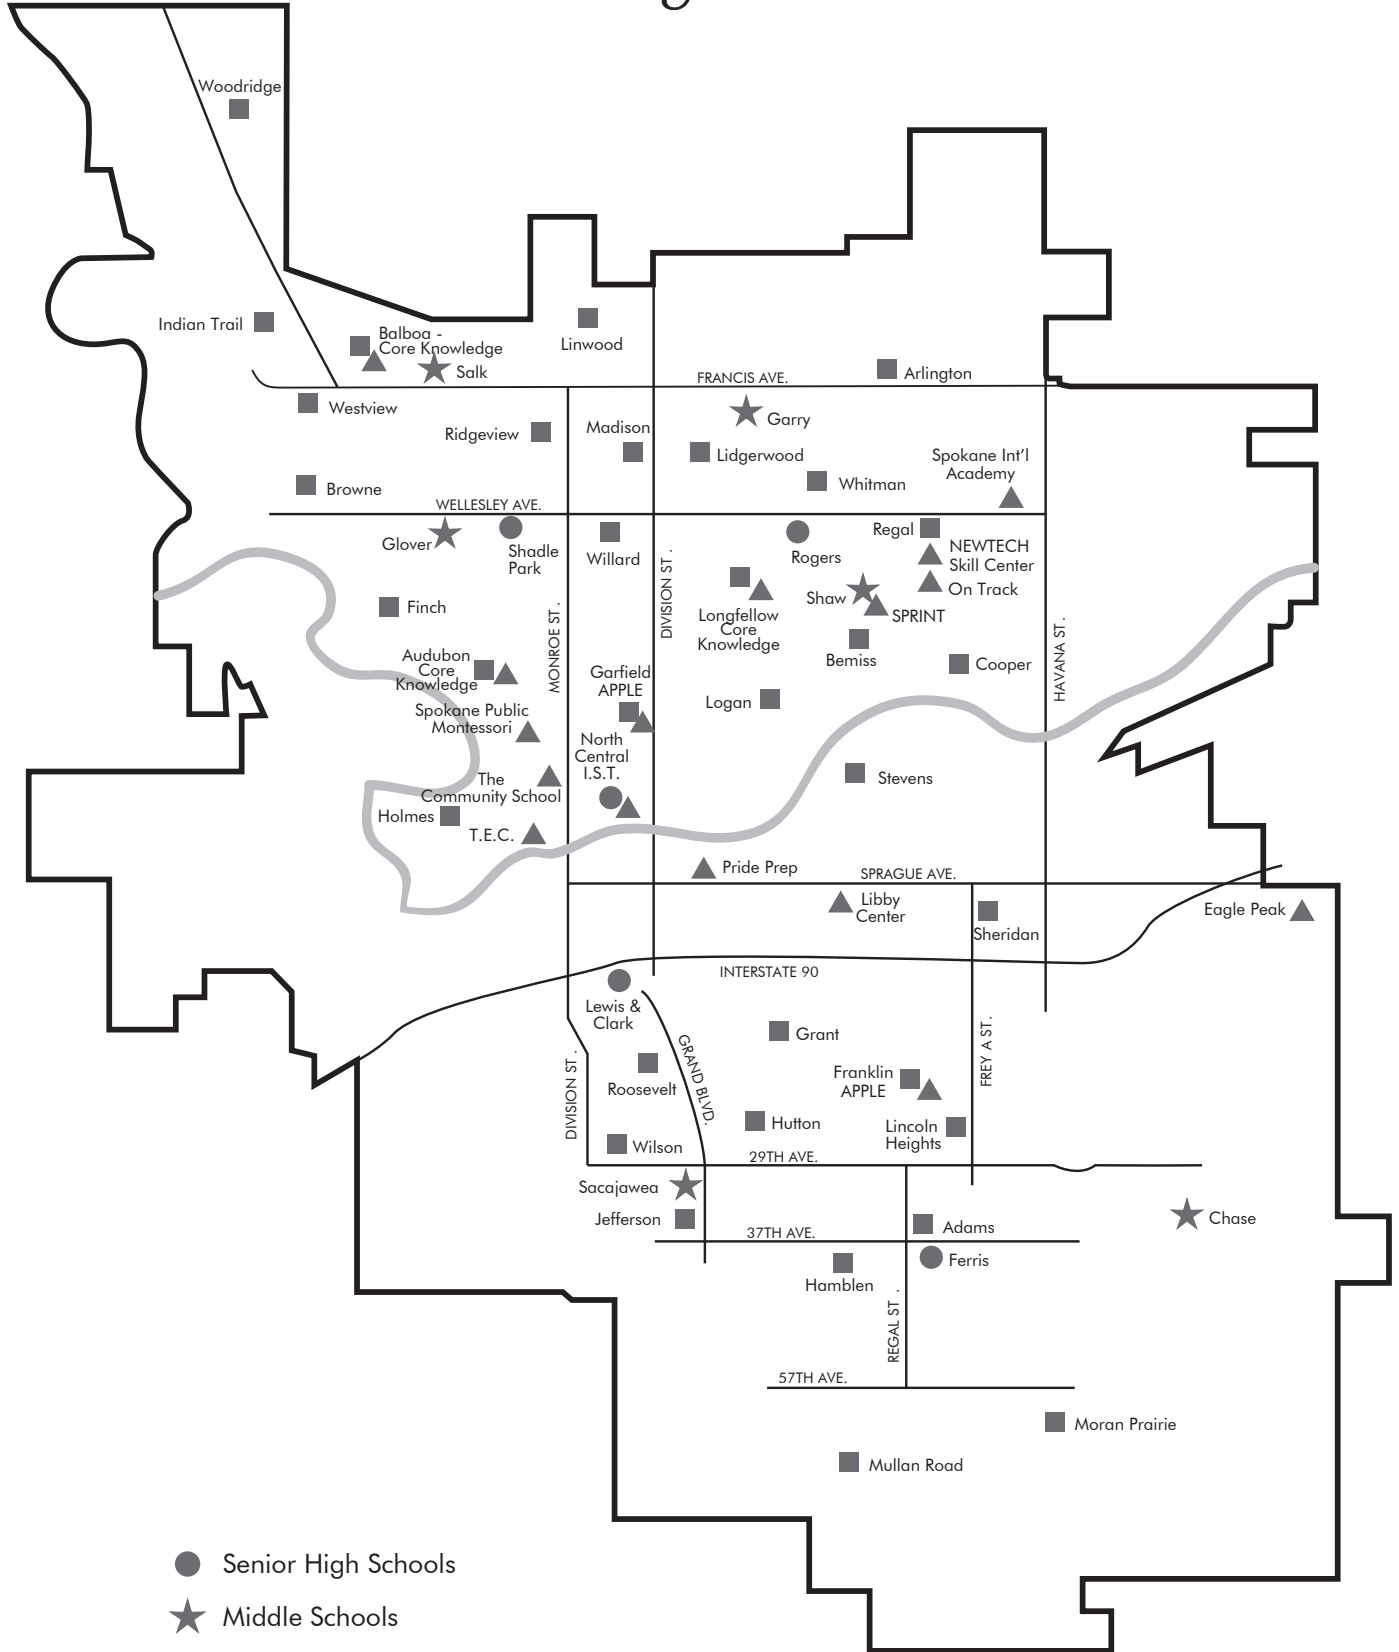 Woodridge
Indian Trail
Balboa -
Core Knowledge
Salk
Linwood
Arlington
FRANCIS AVE.
Westview
Ridgeview
Madison
Garry
Lidgerwood
Spokane Int'l
Academy
Browne
Whitman
WELLESLEY AVE.
Glover
Shadle
Park
Willard
Rogers
Regal
NEWTECH
Skill Center
On Track
DIVISION ST.
Finch
Longfellow
Core
Knowledge
Shaw
SPRINT
Bemiss
Cooper
MONROE ST.
HAVANA ST.
Audubon
Core
Knowledge
Garfield
APPLE
Logan
Spokane Public
Montessori
North
Central
I.S.T.
The
Community School
Stevens
Holmes
T.E.C.
Pride Prep
SPRAGUE AVE.
Libby
Center
Sheridan
Eagle Peak
INTERSTATE 90
Lewis &
Clark
Grant
GRAND BLVD.
FREY A ST.
DIVISION ST.
Roosevelt
Franklin
APPLE
Hutton
Lincoln
Heights
Wilson
29TH AVE.
Sacajawea
Jefferson
Adams
Chase
37TH AVE.
Ferris
Hamblen
REGAL ST.
57TH AVE.
Moran Prairie
Mullan Road
Senior High Schools
Middle Schools